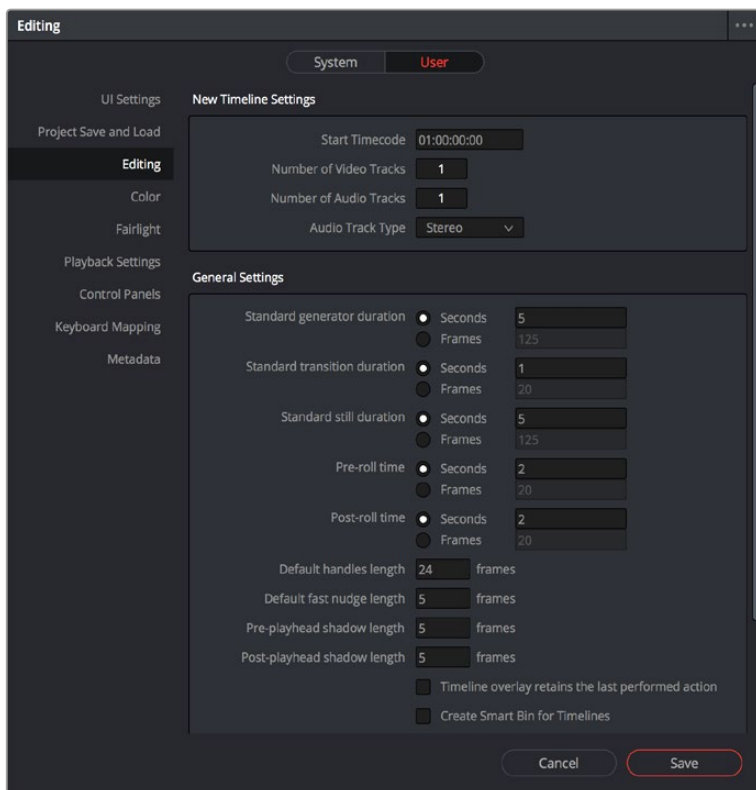 Editing
System User
UI Settings
Project Save and Load
Editing
Color
Fairlight
Playback Settings
Control Panels
Keyboard Mapping
Metadata
New Timeline Settings
Start Timecode 01:00:00:00
Number of Video Tracks 1
Number of Audio Tracks 1
Audio Track Type Stereo
General Settings
Standard generator duration Seconds 5
Frames 125
Standard transition duration Seconds 1
Frames 20
Standard still duration Seconds 5
Frames 125
Pre-roll time Seconds 2
Frames 20
Post-roll time Seconds 2
Frames 20
Default handles length 24 frames
Default fast nudge length 5 frames
Pre-playhead shadow length 5 frames
Post-playhead shadow length 5 frames
Timeline overlay retains the last performed action
Create Smart Bin for Timelines
Cancel Save